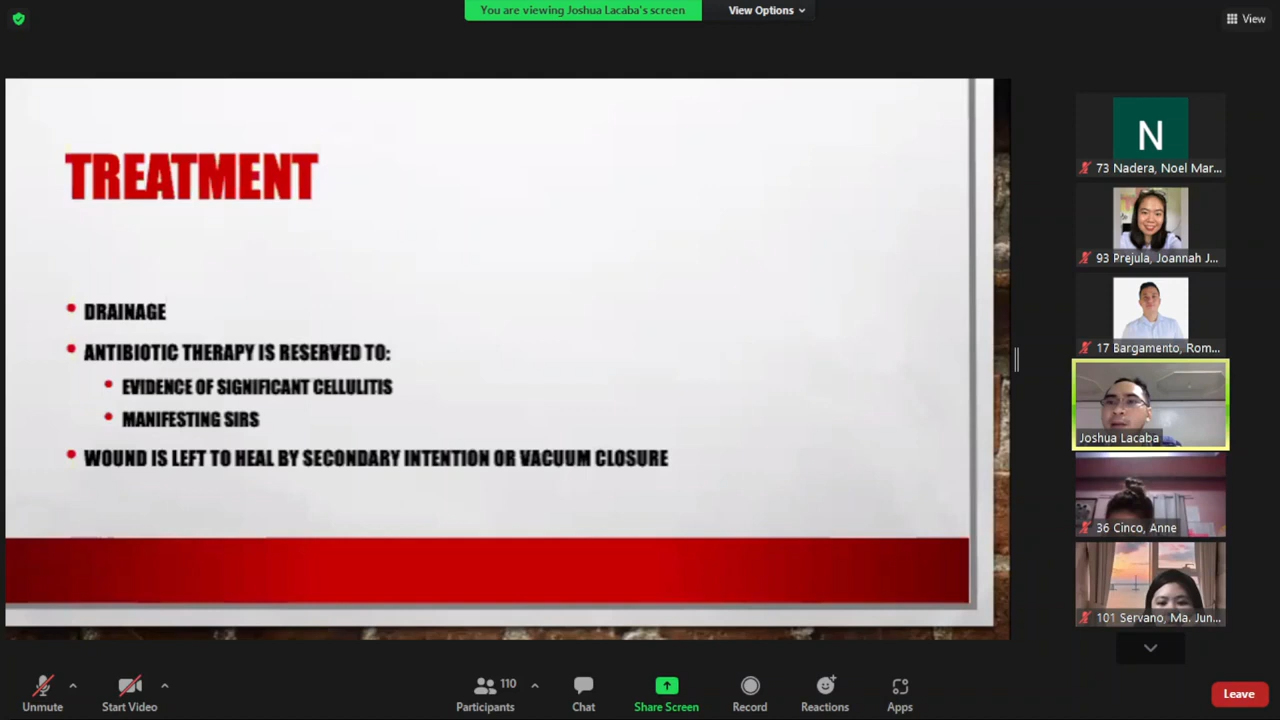 You are viewing Joshua Lacaba's screen
View Options
View
TREATMENT
• DRAINAGE
• ANTIBIOTIC THERAPY IS RESERVED TO:
• EVIDENCE OF SIGNIFICANT CELLULITIS
• MANIFESTING SIRS
• WOUND IS LEFT TO HEAL BY SECONDARY INTENTION OR VACUUM CLOSURE
N
73 Nadera, Noel Mar...
93 Prejula, Joannah J...
17 Bargamento, Rom...
Joshua Lacaba
36 Cinco, Anne
101 Servano, Ma. Jun...
Unmute
Start Video
110
Participants
Chat
Share Screen
Record
Reactions
Apps
Leave